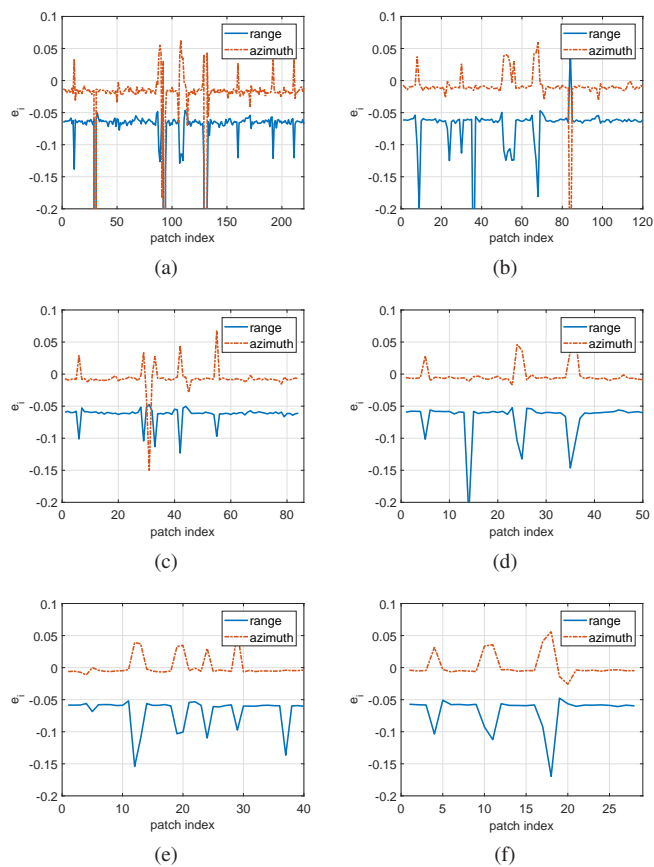 0.1
0.05
0
-0.05
-0.1
-0.15
-0.2
e_i
0 50 100 150 200
patch index
range
azimuth
(a)
0.1
0.05
0
-0.05
-0.1
-0.15
-0.2
e_i
0 20 40 60 80 100 120
patch index
range
azimuth
(b)
0.1
0.05
0
-0.05
-0.1
-0.15
-0.2
e_i
0 20 40 60 80
patch index
range
azimuth
(c)
0.1
0.05
0
-0.05
-0.1
-0.15
-0.2
e_i
0 10 20 30 40 50
patch index
range
azimuth
(d)
0.1
0.05
0
-0.05
-0.1
-0.15
-0.2
e_i
0 10 20 30 40
patch index
range
azimuth
(e)
0.1
0.05
0
-0.05
-0.1
-0.15
-0.2
e_i
0 5 10 15 20 25
patch index
range
azimuth
(f)